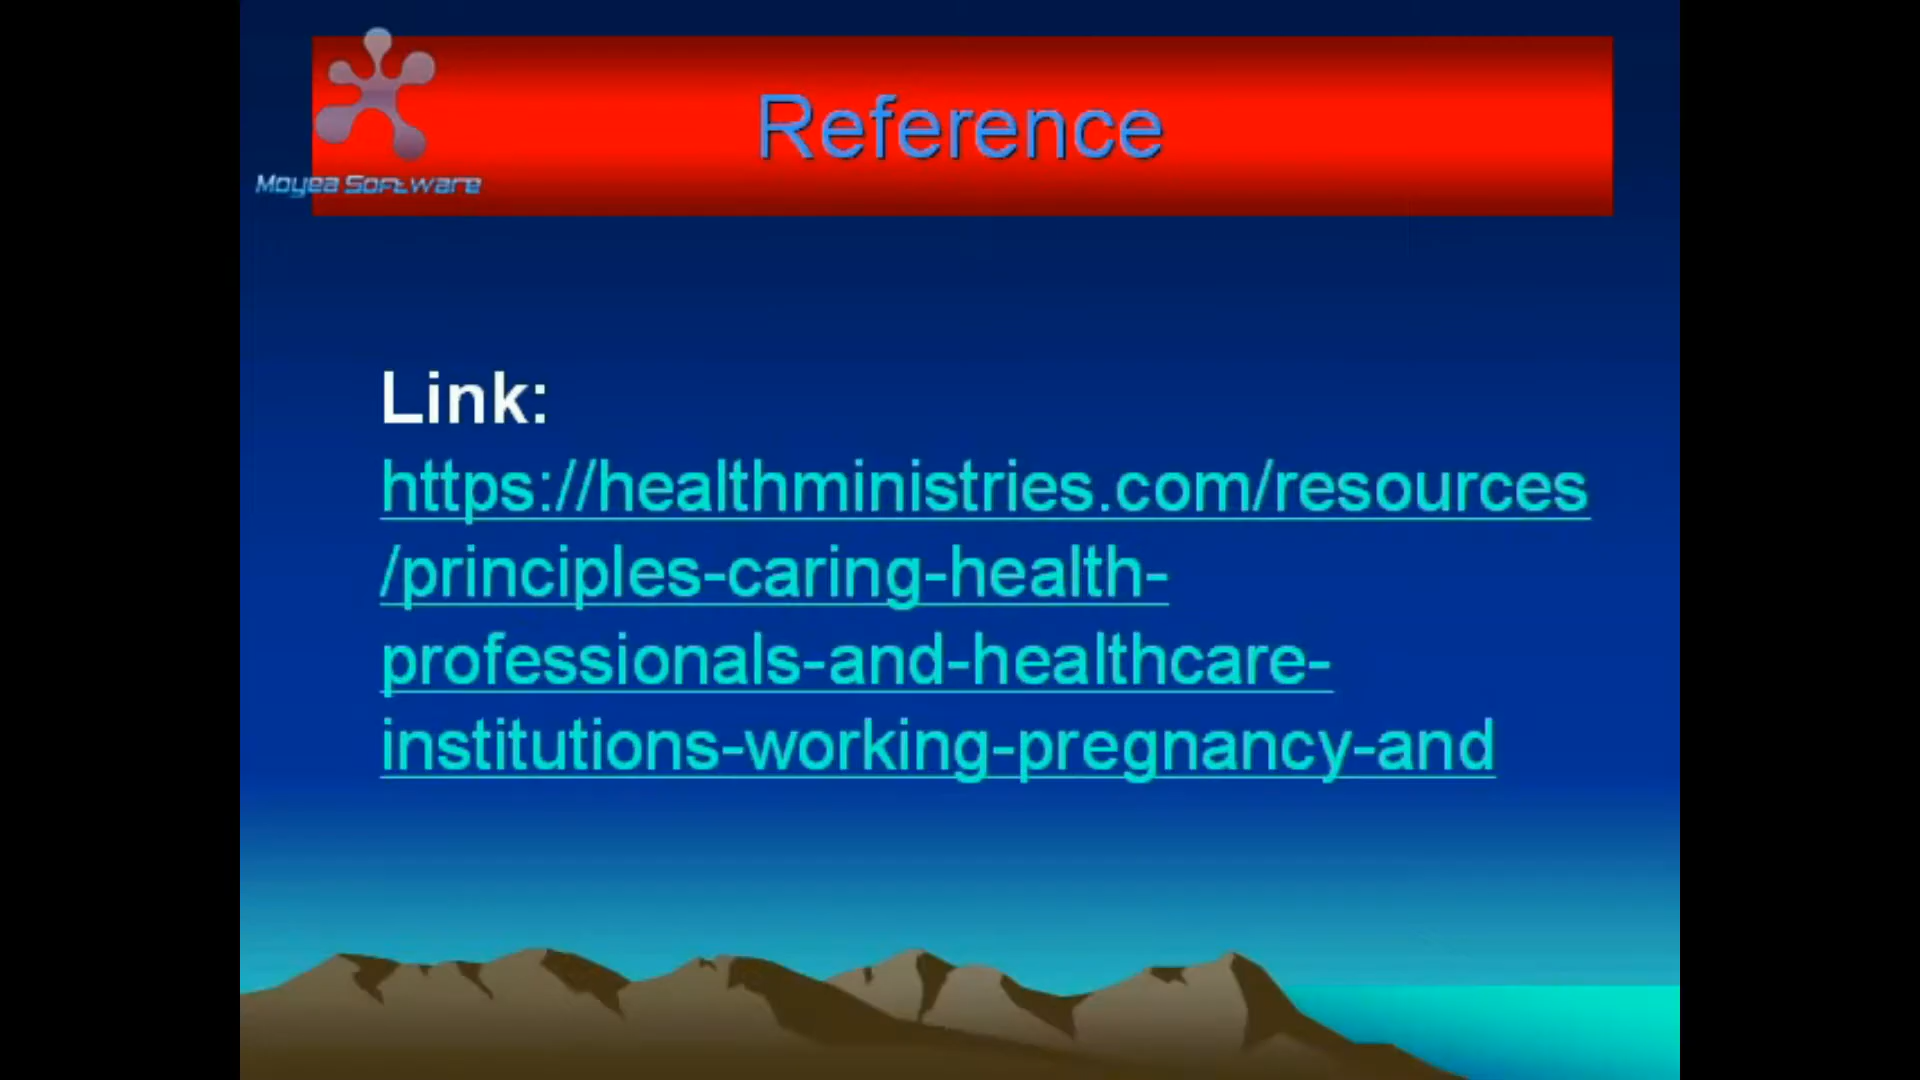 Reference
Moyea Software
Link:
https://healthministries.com/resources
/principles-caring-health-
professionals-and-healthcare-
institutions-working-pregnancy-and